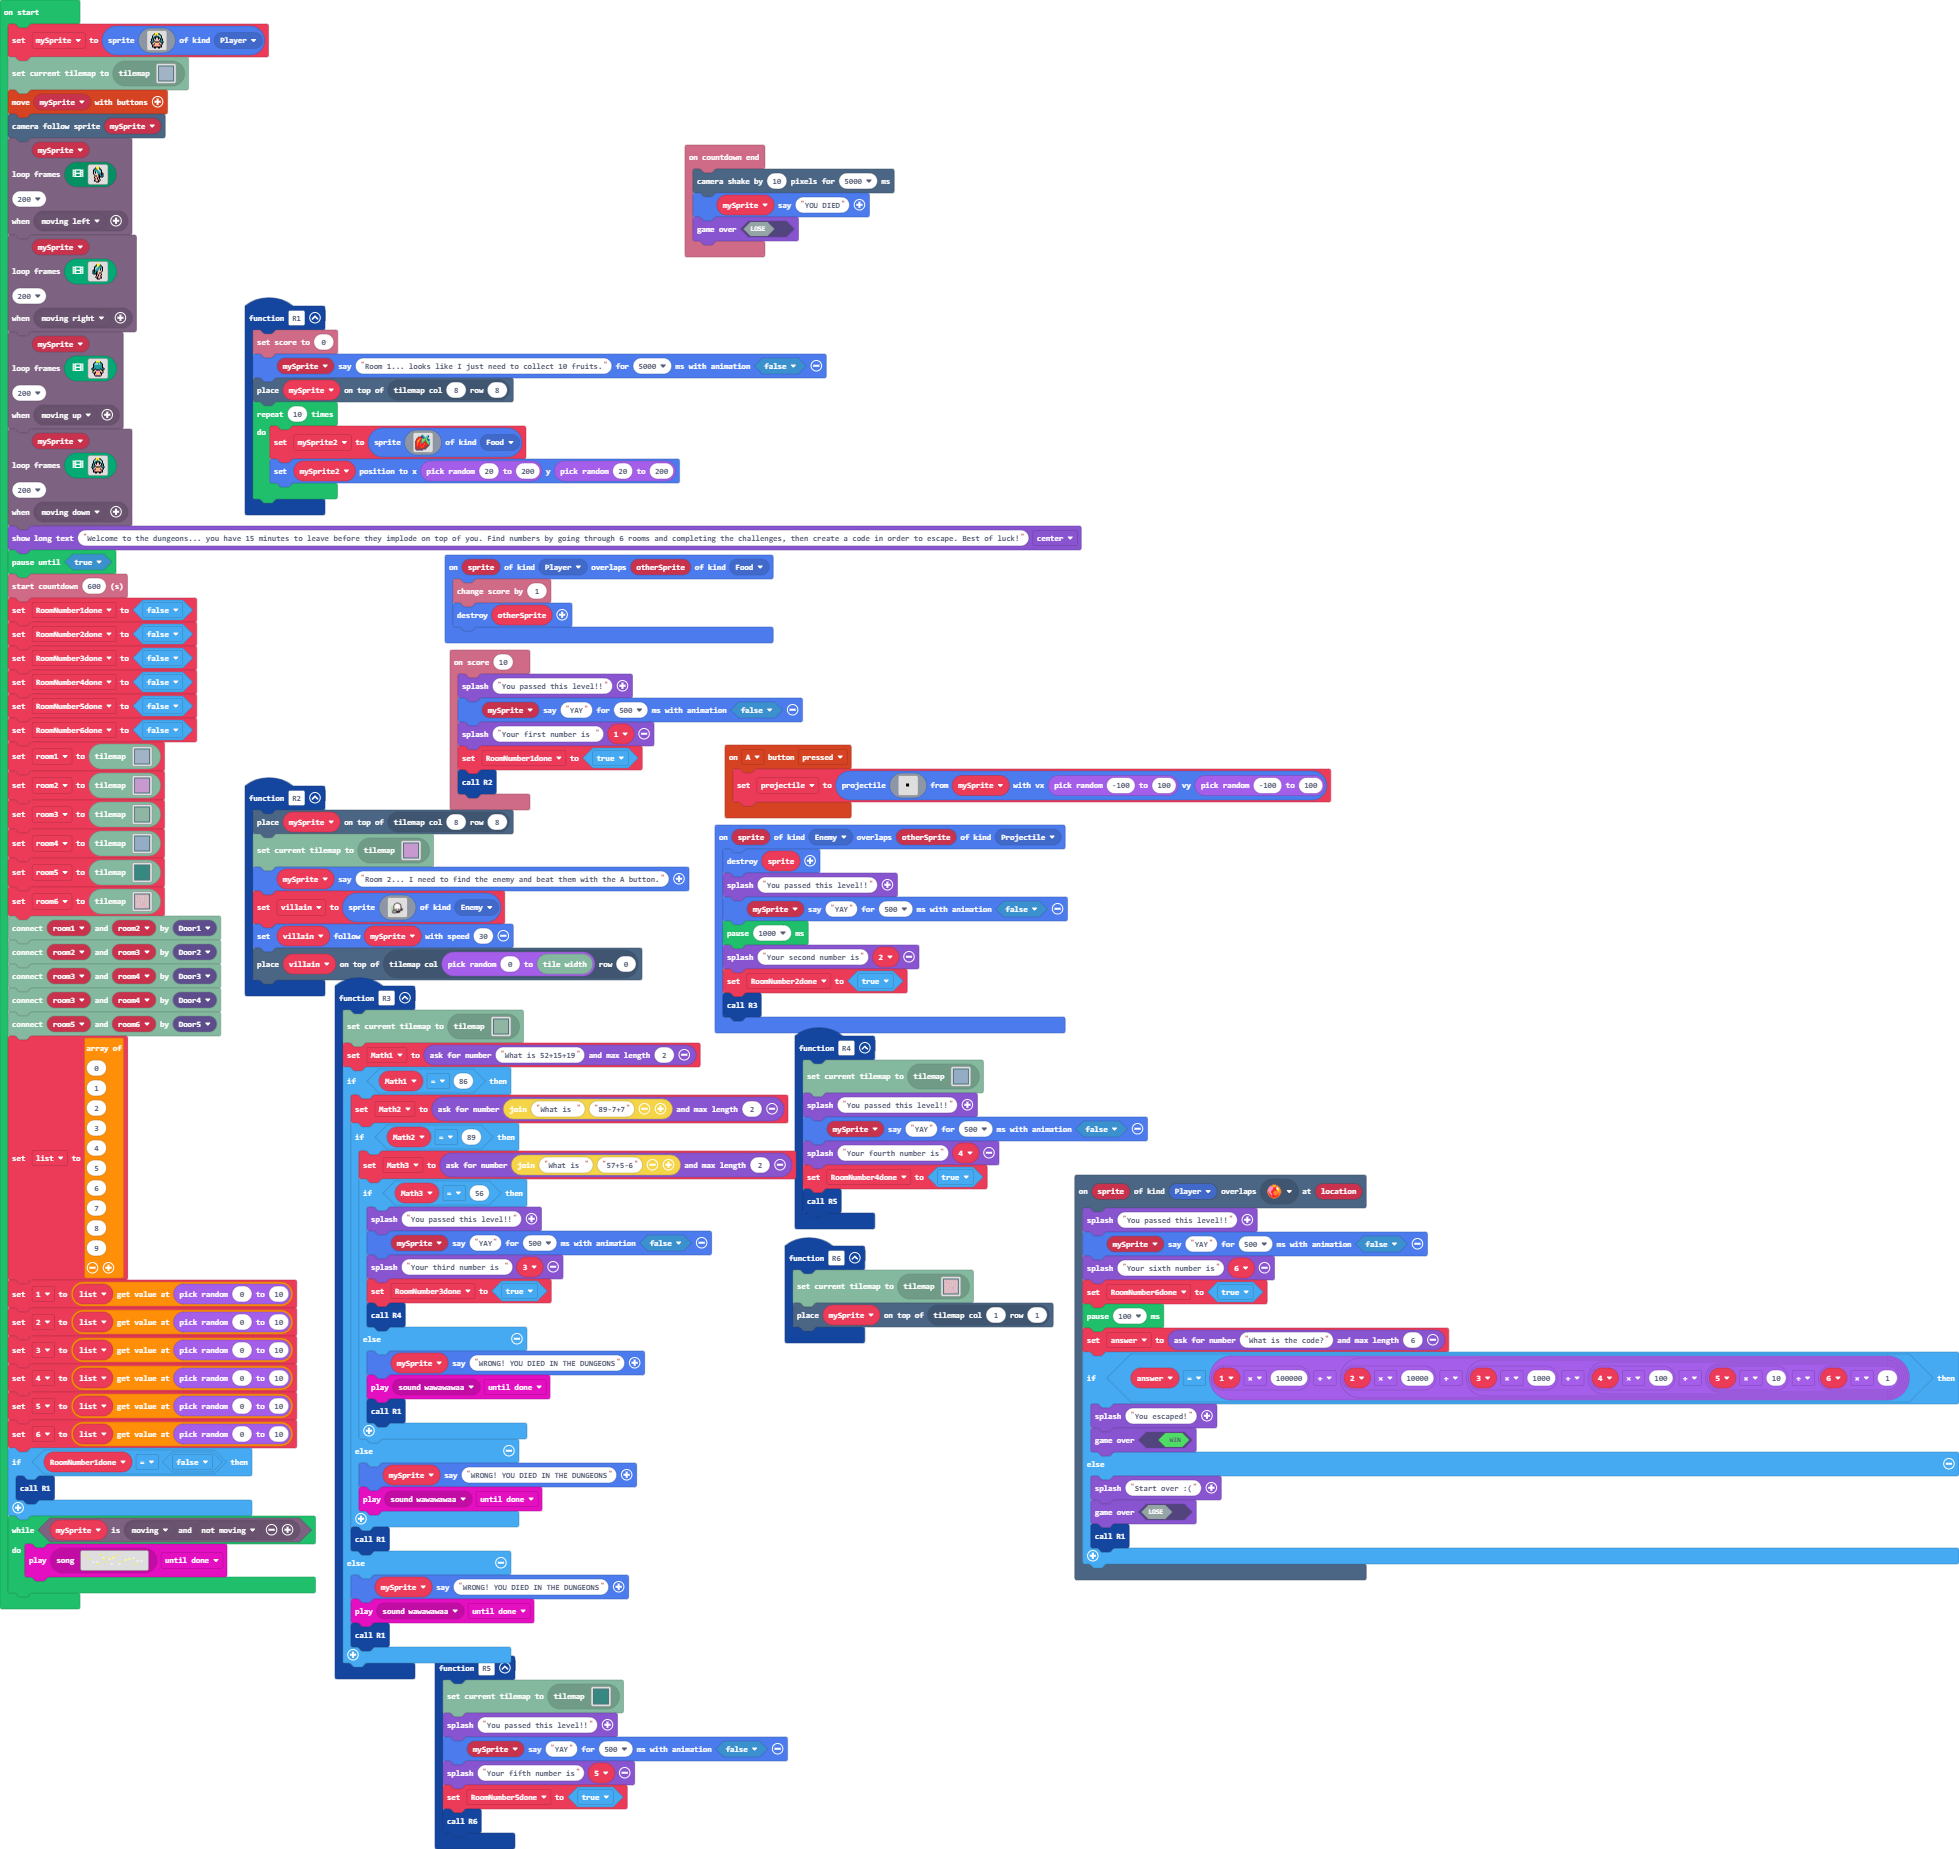 on start
set mySprite to sprite of kind Player
set current tilemap to tilemap
move mySprite with buttons
camera follow sprite mySprite
mySprite
loop frames
200
when moving left
mySprite
loop frames
200
when moving right
mySprite
loop frames
200
when moving up
mySprite
loop frames
200
when moving down
show long text "Welcome to the dungeons... you have 15 minutes to leave before they implode on top of you. Find numbers by going through 6 rooms and completing the challenges, then create a code in order to escape. Best of luck!" center
pause until true
start countdown 600 (s)
set RoomNumber1done to false
set RoomNumber2done to false
set RoomNumber3done to false
set RoomNumber4done to false
set RoomNumber5done to false
set RoomNumber6done to false
set room1 to tilemap
set room2 to tilemap
set room3 to tilemap
set room4 to tilemap
set room5 to tilemap
set room6 to tilemap
connect room1 and room2 by Door1
connect room2 and room3 by Door2
connect room3 and room4 by Door3
connect room3 and room4 by Door4
connect room5 and room6 by Door5
set list to array of
0
1
2
3
4
5
6
7
8
9
set 1 to list get value at pick random 0 to 10
set 2 to list get value at pick random 0 to 10
set 3 to list get value at pick random 0 to 10
set 4 to list get value at pick random 0 to 10
set 5 to list get value at pick random 0 to 10
set 6 to list get value at pick random 0 to 10
if RoomNumber1done = false then
call R1
while mySprite is moving and not moving
do
play song until done
on countdown end
camera shake by 10 pixels for 5000 ms
mySprite say "YOU DIED"
game over LOSE
function R1
set score to 0
mySprite say "Room 1... looks like I just need to collect 10 fruits." for 5000 ms with animation false
place mySprite on top of tilemap col 8 row 8
repeat 10 times
do
set mySprite2 to sprite of kind Food
set mySprite2 position to x pick random 20 to 200 y pick random 20 to 200
on sprite of kind Player overlaps otherSprite of kind Food
change score by 1
destroy otherSprite
on score 10
splash "You passed this level!!"
mySprite say "YAY" for 500 ms with animation false
splash "Your first number is " 1
set RoomNumber1done to true
call R2
on A button pressed
set projectile to projectile from mySprite with vx pick random -100 to 100 vy pick random -100 to 100
function R2
place mySprite on top of tilemap col 8 row 8
set current tilemap to tilemap
mySprite say "Room 2... I need to find the enemy and beat them with the A button."
set villain to sprite of kind Enemy
set villain follow mySprite with speed 30
place villain on top of tilemap col pick random 0 to tile width row 0
on sprite of kind Enemy overlaps otherSprite of kind Projectile
destroy sprite
splash "You passed this level!!"
mySprite say "YAY" for 500 ms with animation false
pause 1000 ms
splash "Your second number is" 2
set RoomNumber2done to true
call R3
function R3
set current tilemap to tilemap
set Math1 to ask for number "What is 52+15+19" and max length 2
if Math1 = 86 then
set Math2 to ask for number join "What is " "89-7+7" and max length 2
if Math2 = 89 then
set Math3 to ask for number join "What is " "57+5-6" and max length 2
if Math3 = 56 then
splash "You passed this level!!"
mySprite say "YAY" for 500 ms with animation false
splash "Your third number is " 3
set RoomNumber3done to true
call R4
else
mySprite say "WRONG! YOU DIED IN THE DUNGEONS"
play sound wawawawaa until done
call R1
else
mySprite say "WRONG! YOU DIED IN THE DUNGEONS"
play sound wawawawaa until done
call R1
else
mySprite say "WRONG! YOU DIED IN THE DUNGEONS"
play sound wawawawaa until done
call R1
function R4
set current tilemap to tilemap
splash "You passed this level!!"
mySprite say "YAY" for 500 ms with animation false
splash "Your fourth number is" 4
set RoomNumber4done to true
call R5
function R6
set current tilemap to tilemap
place mySprite on top of tilemap col 1 row 1
on sprite of kind Player overlaps at location
splash "You passed this level!!"
mySprite say "YAY" for 500 ms with animation false
splash "Your sixth number is" 6
set RoomNumber6done to true
pause 100 ms
set answer to ask for number "What is the code?" and max length 6
if answer = 1 × 100000 + 2 × 10000 + 3 × 1000 + 4 × 100 + 5 × 10 + 6 × 1 then
splash "You escaped!"
game over WIN
else
splash "Start over :("
game over LOSE
call R1
function R5
set current tilemap to tilemap
splash "You passed this level!!"
mySprite say "YAY" for 500 ms with animation false
splash "Your fifth number is" 5
set RoomNumber5done to true
call R6